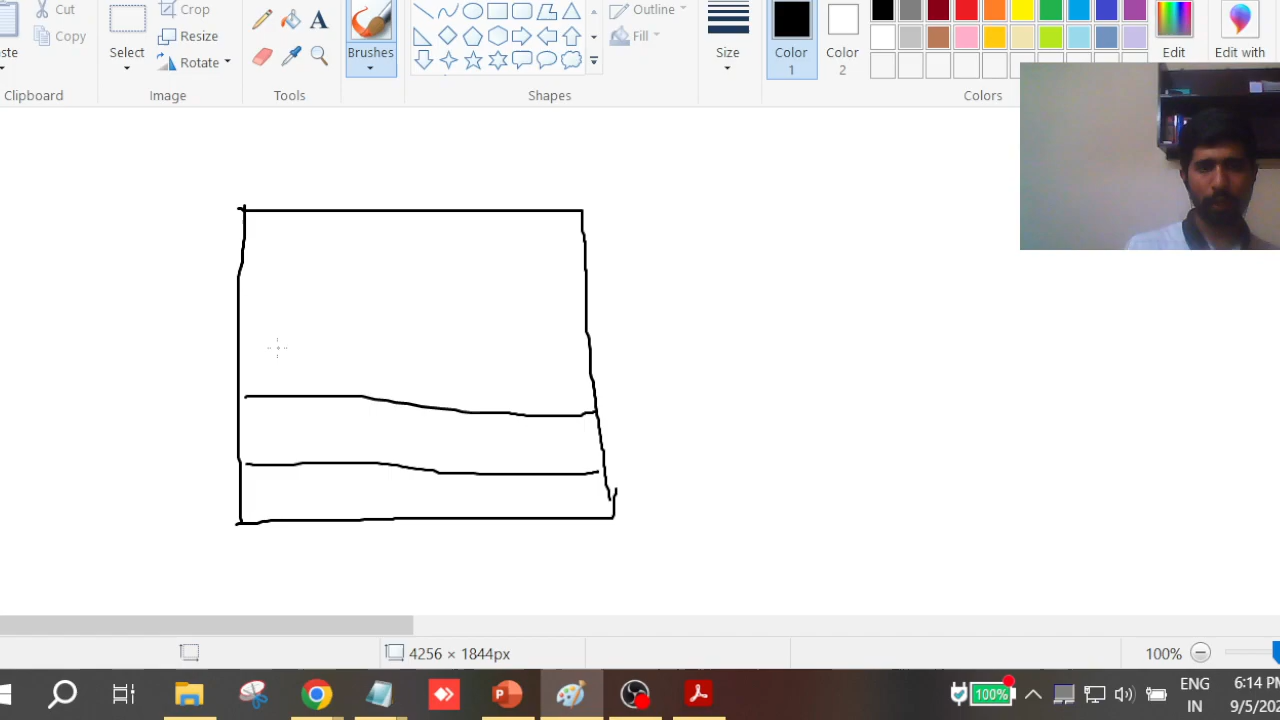 Cut
Crop
Outline
ste
Copy
Select
Resize
Brushes
Fill
Size
Color
1
Color
2
Edit
Edit with
Rotate
Clipboard
Image
Tools
Shapes
Colors
4256 × 1844px
100%
100%
ENG
IN
6:14 PM
9/5/202